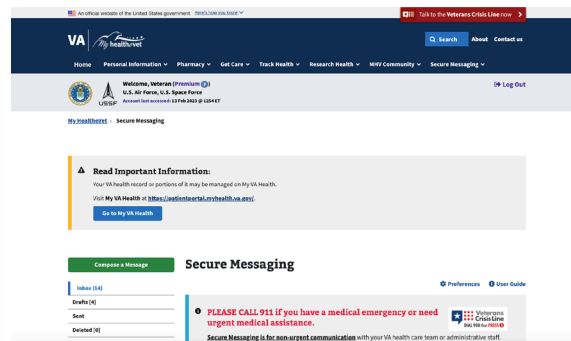 An official website of the United States government Here's how you know
Talk to the Veterans Crisis Line now
VA My healthevet
Search About Contact us
Home Personal Information Pharmacy Get Care Track Health Research Health MHV Community Secure Messaging
Welcome, Veteran (Premium)
U.S. Air Force, U.S. Space Force
Account last accessed: 13 Feb 2023 @ 1254 ET
USSF
Log Out
My HealtheVet › Secure Messaging
Read Important Information:
Your VA health record or portions of it may be managed on My VA Health.
Visit My VA Health at https://patientportal.myhealth.va.gov/.
Go to My VA Health
Compose a Message
Secure Messaging
Preferences User Guide
Inbox (14)
Drafts [4]
Sent
Deleted [0]
PLEASE CALL 911 if you have a medical emergency or need
urgent medical assistance.
Veterans
Crisis Line
DIAL 988 then PRESS 1
Secure Messaging is for non-urgent communication with your VA health care team or administrative staff